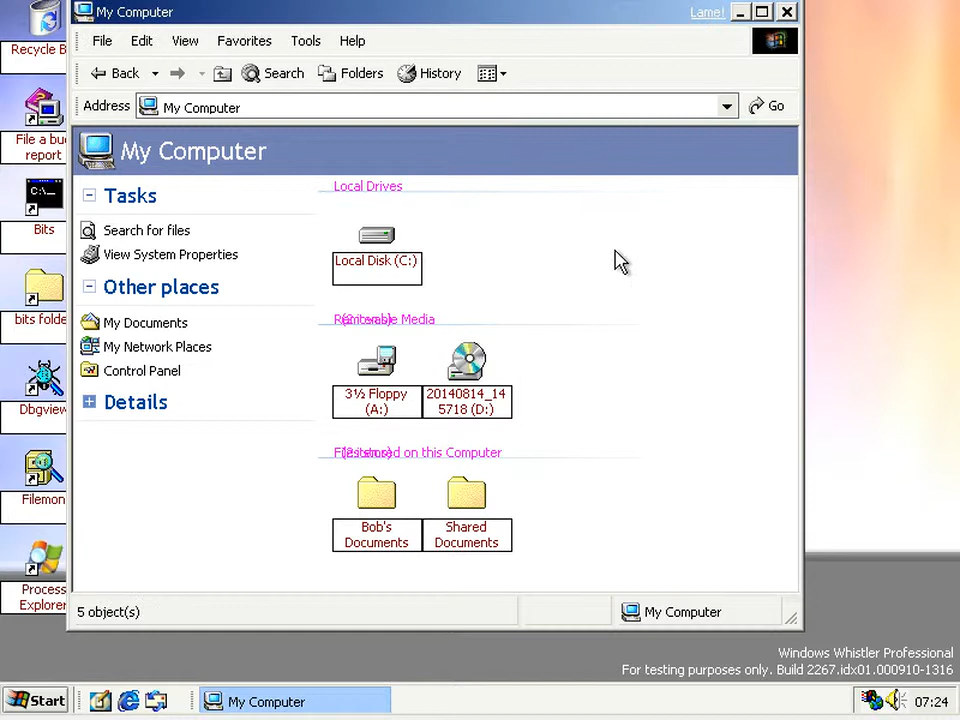 My Computer
Lame!
File Edit View Favorites Tools Help
Back Search Folders History
Address My Computer Go
My Computer
Tasks
Search for files
View System Properties
Other places
My Documents
My Network Places
Control Panel
Details
Local Drives
Local Disk (C:)
Removable Media
3½ Floppy
(A:)
20140814_14
5718 (D:)
Files stored on this Computer
Bob's
Documents
Shared
Documents
5 object(s)
My Computer
Recycle B
File a bug
report
Bits
bits folde
Dbgview
Filemon
Process
Explorer
Windows Whistler Professional
For testing purposes only. Build 2267.idx01.000910-1316
Start
My Computer
07:24